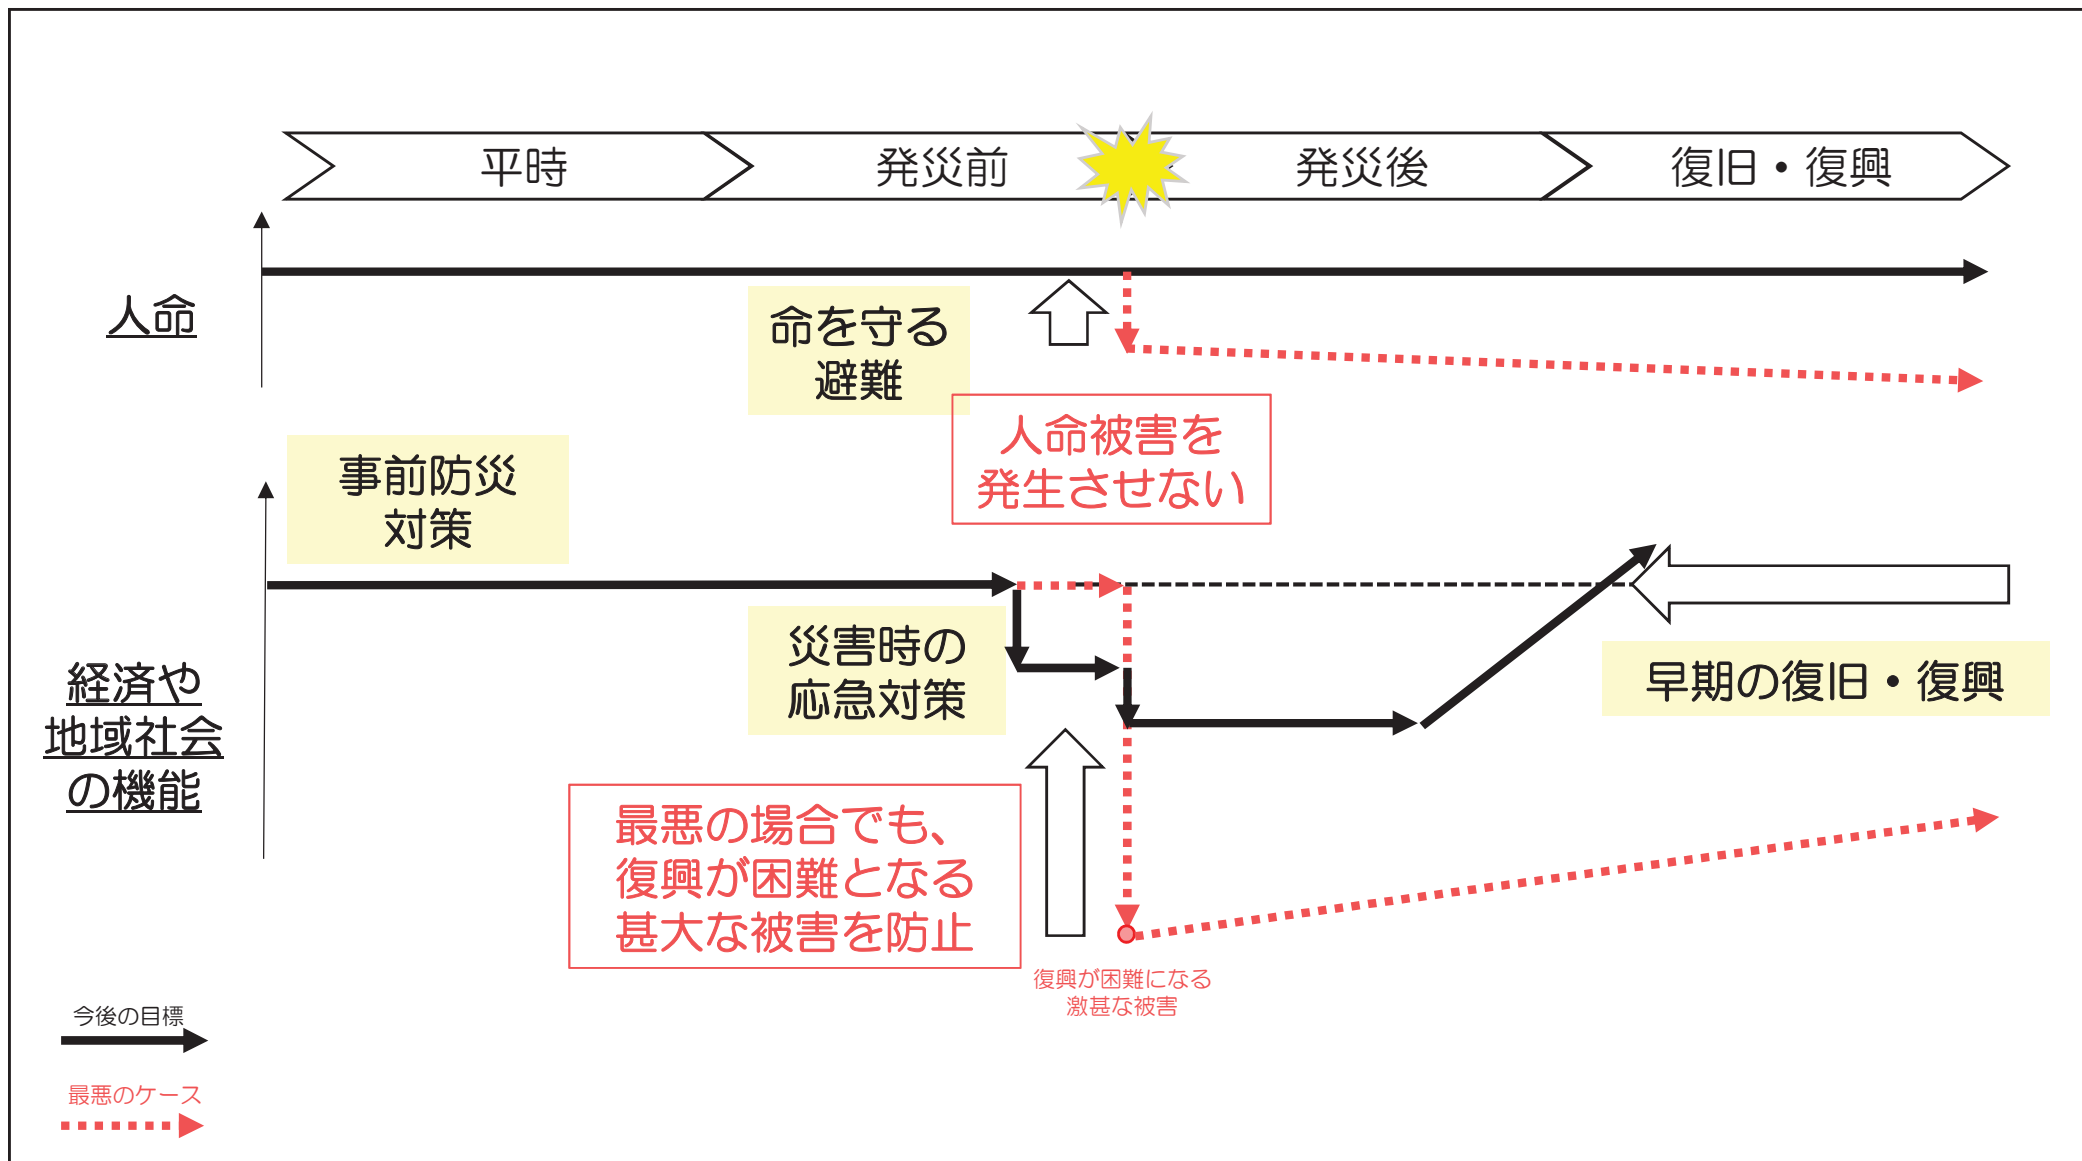 平時
発災前
発災後
復旧・復興
人命
命を守る
避難
人命被害を
発生させない
事前防災
対策
経済や
地域社会
の機能
災害時の
応急対策
早期の復旧・復興
最悪の場合でも、
復興が困難となる
甚大な被害を防止
復興が困難になる
激甚な被害
今後の目標
最悪のケース